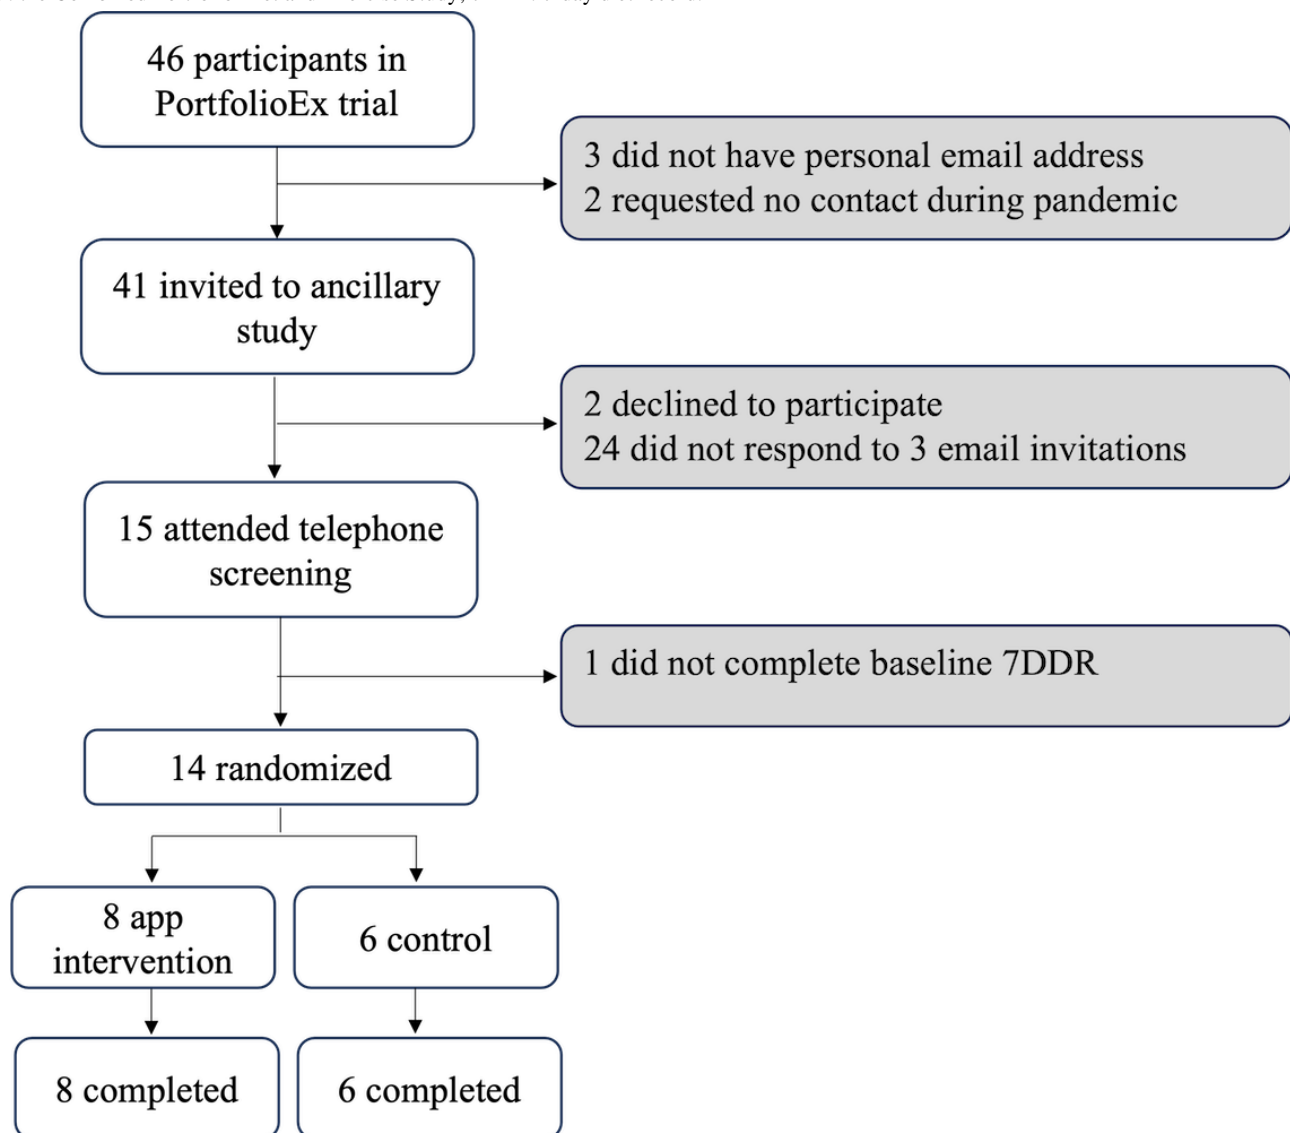 46 participants in
PortfolioEx trial
3 did not have personal email address
2 requested no contact during pandemic
41 invited to ancillary
study
2 declined to participate
24 did not respond to 3 email invitations
15 attended telephone
screening
1 did not complete baseline 7DDR
14 randomized
8 app
intervention
6 control
8 completed
6 completed